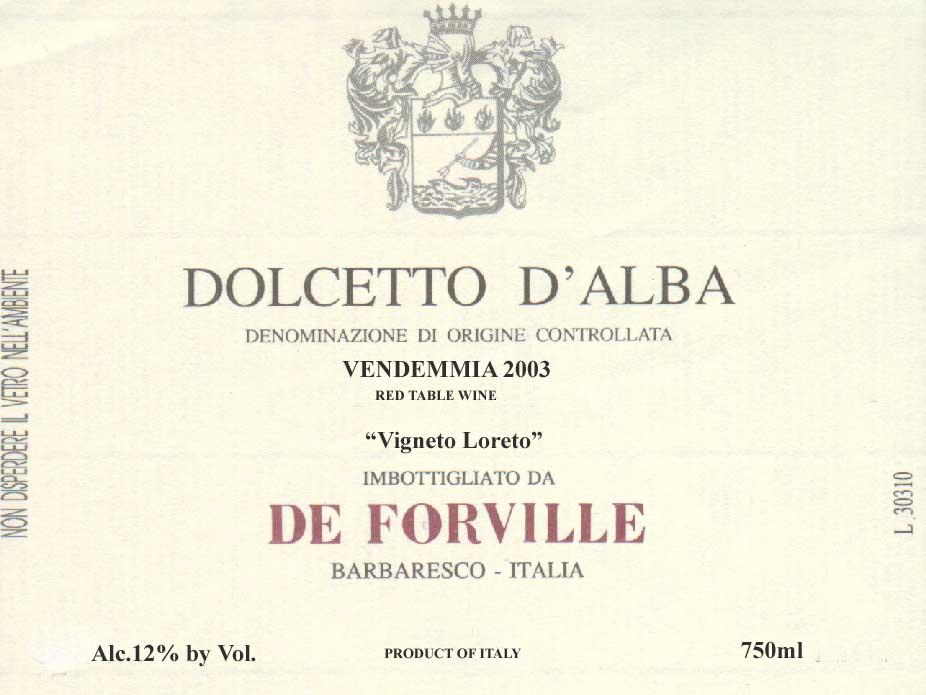 DOLCETTO D'ALBA
DENOMINAZIONE DI ORIGINE CONTROLLATA
VENDEMMIA 2003
RED TABLE WINE
“Vigneto Loreto”
IMBOTTIGLIATO DA
DE FORVILLE
BARBARESCO - ITALIA
Alc.12% by Vol.
PRODUCT OF ITALY
750ml
NON DISPERDERE IL VETRO NELL'AMBIENTE
L.30310